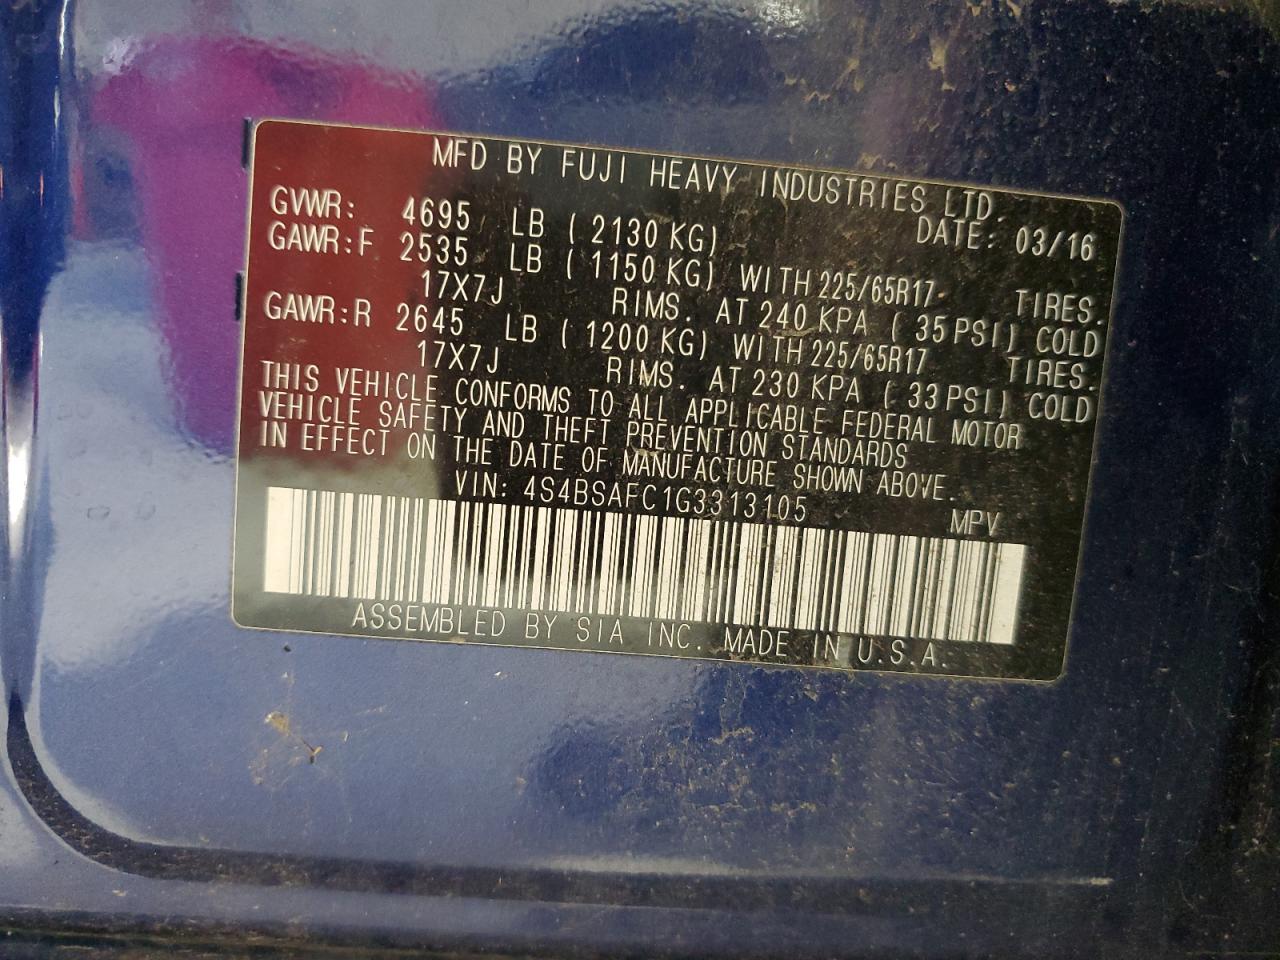 MFD BY FUJI HEAVY INDUSTRIES LTD.
DATE: 03/16
GVWR: 4695 LB ( 2130 KG)
GAWR:F 2535 LB ( 1150 KG) WITH 225/65R17 TIRES.
17X7J RIMS. AT 240 KPA ( 35 PSI) COLD
GAWR:R 2645 LB ( 1200 KG) WITH 225/65R17 TIRES.
17X7J RIMS. AT 230 KPA ( 33 PSI) COLD
THIS VEHICLE CONFORMS TO ALL APPLICABLE FEDERAL MOTOR
VEHICLE SAFETY AND THEFT PREVENTION STANDARDS
IN EFFECT ON THE DATE OF MANUFACTURE SHOWN ABOVE.
VIN: 4S4BSAFC1G3313105 MPV
ASSEMBLED BY SIA INC. MADE IN U.S.A.